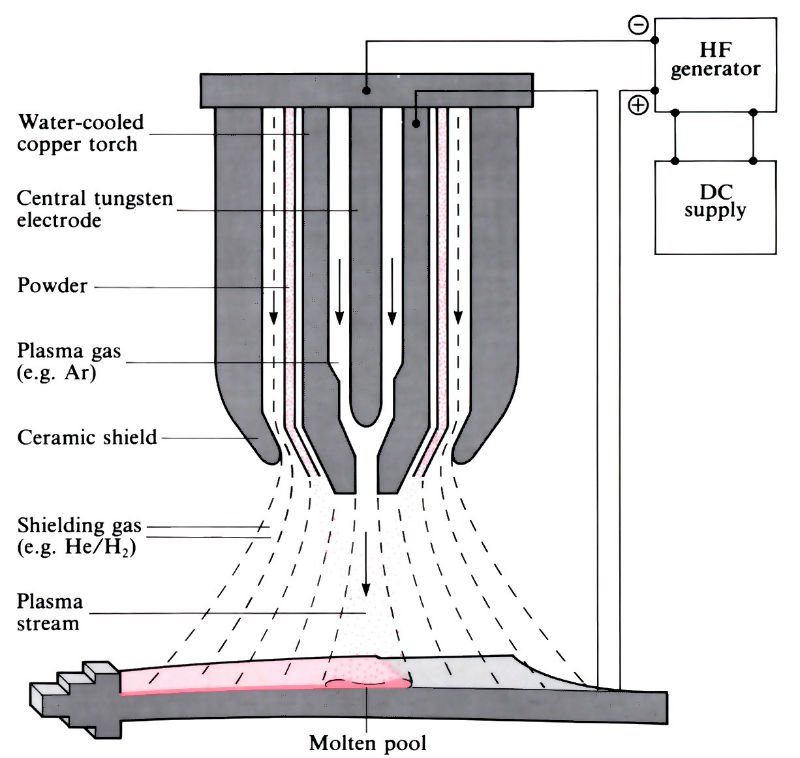 ⊖
HF
generator
⊕
Water-cooled
copper torch
DC
supply
Central tungsten
electrode
Powder
Plasma gas
(e.g. Ar)
Ceramic shield
Shielding gas
(e.g. He/H₂)
Plasma
stream
Molten pool